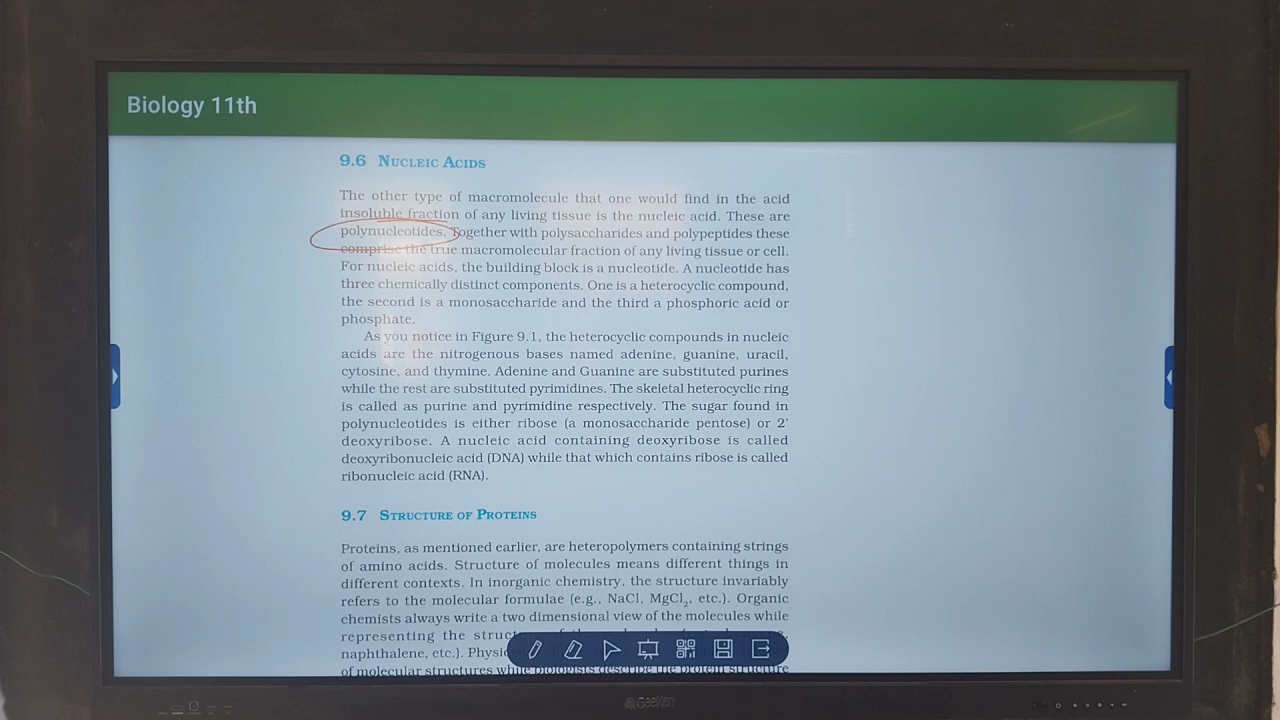 Biology 11th
9.6 NUCLEIC ACIDS
The other type of macromolecule that one would find in the acid
insoluble fraction of any living tissue is the nucleic acid. These are
polynucleotides. Together with polysaccharides and polypeptides these
comprise the true macromolecular fraction of any living tissue or cell.
For nucleic acids, the building block is a nucleotide. A nucleotide has
three chemically distinct components. One is a heterocyclic compound,
the second is a monosaccharide and the third a phosphoric acid or
phosphate.
As you notice in Figure 9.1, the heterocyclic compounds in nucleic
acids are the nitrogenous bases named adenine, guanine, uracil,
cytosine, and thymine. Adenine and Guanine are substituted purines
while the rest are substituted pyrimidines. The skeletal heterocyclic ring
is called as purine and pyrimidine respectively. The sugar found in
polynucleotides is either ribose (a monosaccharide pentose) or 2'
deoxyribose. A nucleic acid containing deoxyribose is called
deoxyribonucleic acid (DNA) while that which contains ribose is called
ribonucleic acid (RNA).
9.7 STRUCTURE OF PROTEINS
Proteins, as mentioned earlier, are heteropolymers containing strings
of amino acids. Structure of molecules means different things in
different contexts. In inorganic chemistry, the structure invariably
refers to the molecular formulae (e.g., NaCl, MgCl₂, etc.). Organic
chemists always write a two dimensional view of the molecules while
representing the
naphthalene, etc.).
of molecular structures while biologists describe the protein structure
Geeken